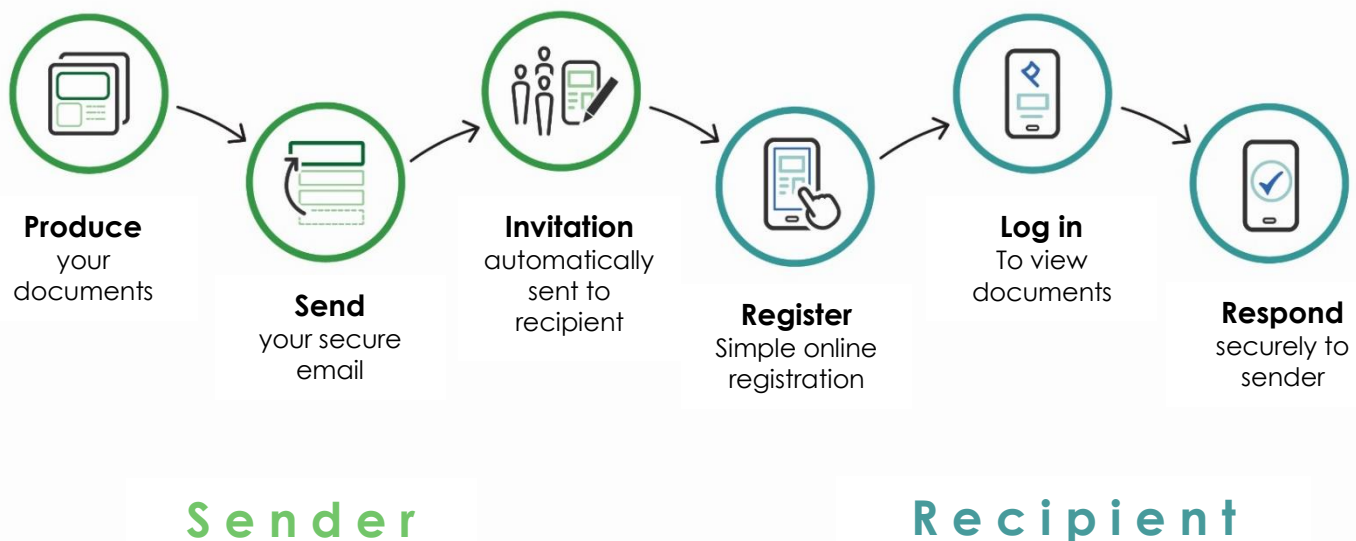 Produce
your
documents
Send
your secure
email
Invitation
automatically
sent to
recipient
Register
Simple online
registration
Log in
To view
documents
Respond
securely to
sender
Sender
Recipient